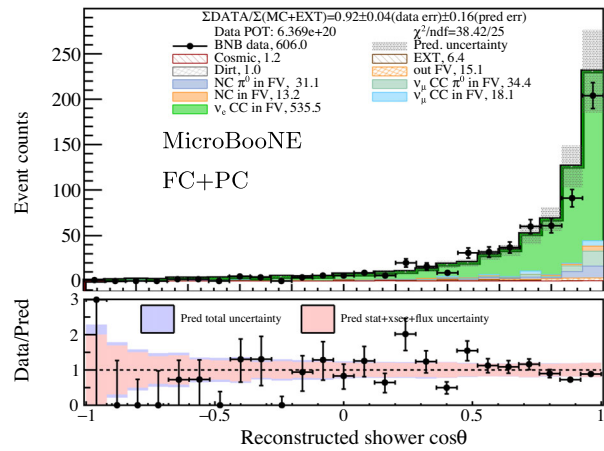 ΣDATA/Σ(MC+EXT)=0.92±0.04(data err)±0.16(pred err)
Data POT: 6.369e+20 χ²/ndf=38.42/25
BNB data, 606.0 Pred. uncertainty
Cosmic, 1.2 EXT, 6.4
Dirt, 1.0 out FV, 15.1
NC π⁰ in FV, 31.1 ν_μ CC π⁰ in FV, 34.4
NC in FV, 13.2 ν_μ CC in FV, 18.1
ν_e CC in FV, 535.5
MicroBooNE
FC+PC
Event counts
300
250
200
150
100
50
0
Pred total uncertainty Pred stat+xsec+flux uncertainty
Data/Pred
3
2
1
0
-1 -0.5 0 0.5 1
Reconstructed shower cosθ